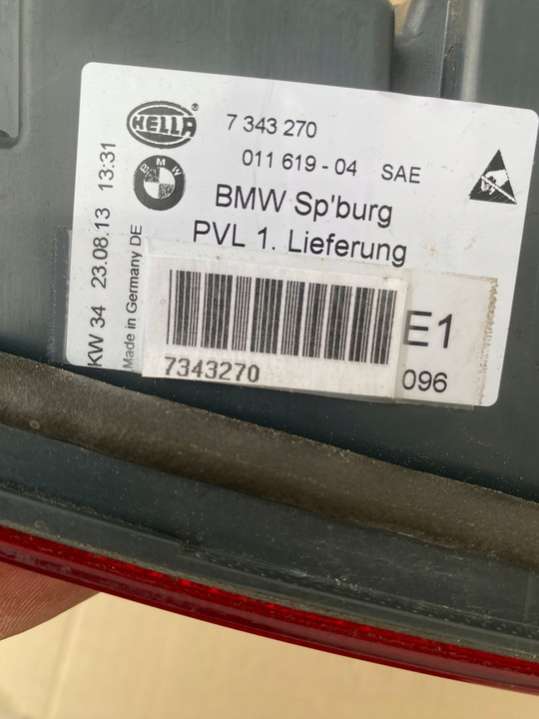 HELLA ®
7 343 270
011 619 - 04 SAE
BMW
BMW Sp'burg
PVL 1. Lieferung
KW 34 23.08.13 13:31
Made in Germany DE
E1
7343270
096